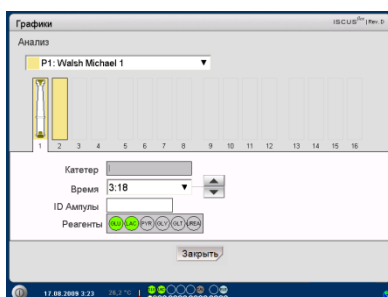 Графики ISCUSflex | Rev. D
Анализ
P1: Walsh Michael 1
1 2 3 4 5 6 7 8 9 10 11 12 13 14 15 16
Катетер
Время 3:18
ID Ампулы
Реагенты GLU LAC PYR GLY GLT UREA
Закрыть
17.08.2009 3:23